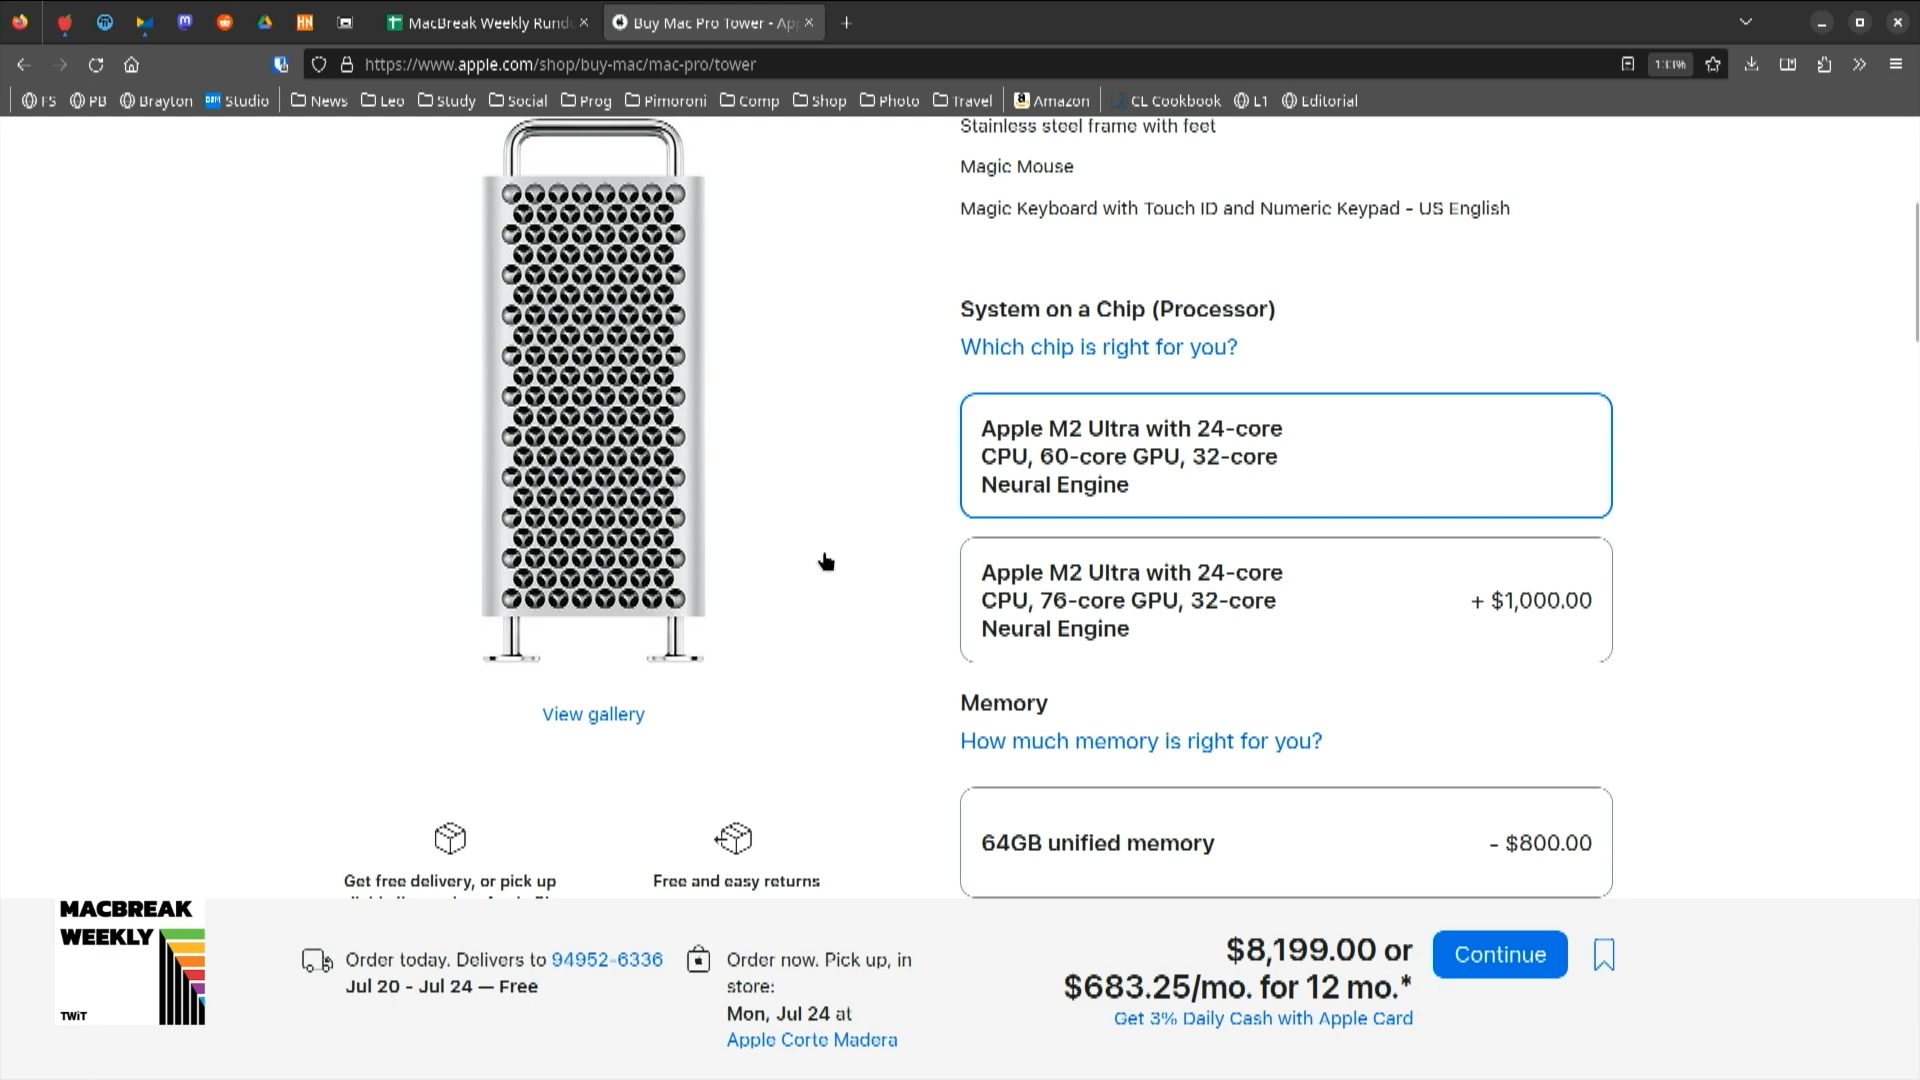 MacBreak Weekly Rund
Buy Mac Pro Tower - Ap
https://www.apple.com/shop/buy-mac/mac-pro/tower
133%
FS
PB
Brayton
Studio
News
Leo
Study
Social
Prog
Pimoroni
Comp
Shop
Photo
Travel
Amazon
CL Cookbook
L1
Editorial
Stainless steel frame with feet
Magic Mouse
Magic Keyboard with Touch ID and Numeric Keypad - US English
System on a Chip (Processor)
Which chip is right for you?
Apple M2 Ultra with 24-core
CPU, 60-core GPU, 32-core
Neural Engine
Apple M2 Ultra with 24-core
CPU, 76-core GPU, 32-core
Neural Engine
+ $1,000.00
View gallery
Memory
How much memory is right for you?
64GB unified memory
- $800.00
Get free delivery, or pick up
Free and easy returns
MACBREAK
WEEKLY
TWiT
Order today. Delivers to 94952-6336
Jul 20 - Jul 24 — Free
Order now. Pick up, in
store:
Mon, Jul 24 at
Apple Corte Madera
$8,199.00 or
$683.25/mo. for 12 mo.*
Get 3% Daily Cash with Apple Card
Continue